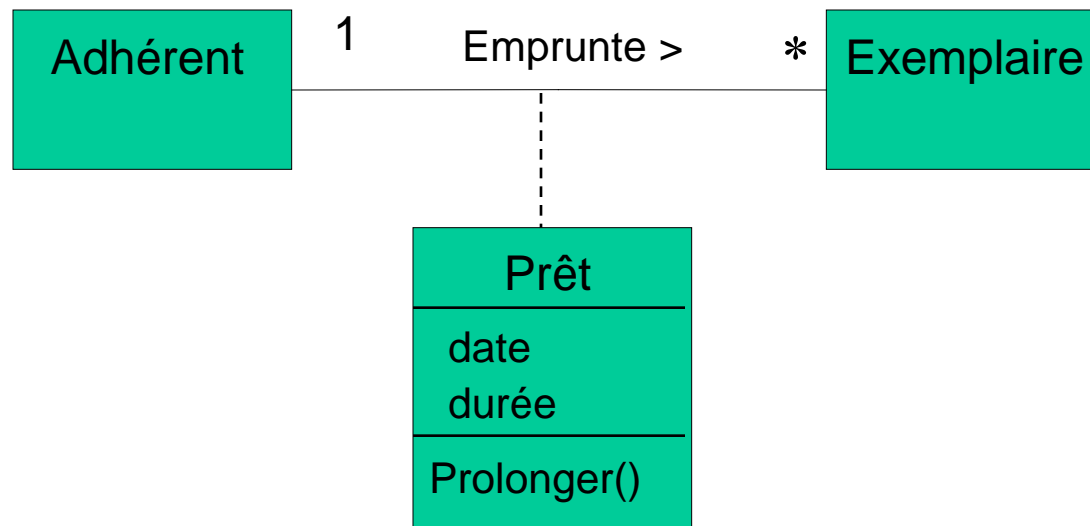 Adhérent
1
Emprunte >
*
Exemplaire
Prêt
date
durée
Prolonger()